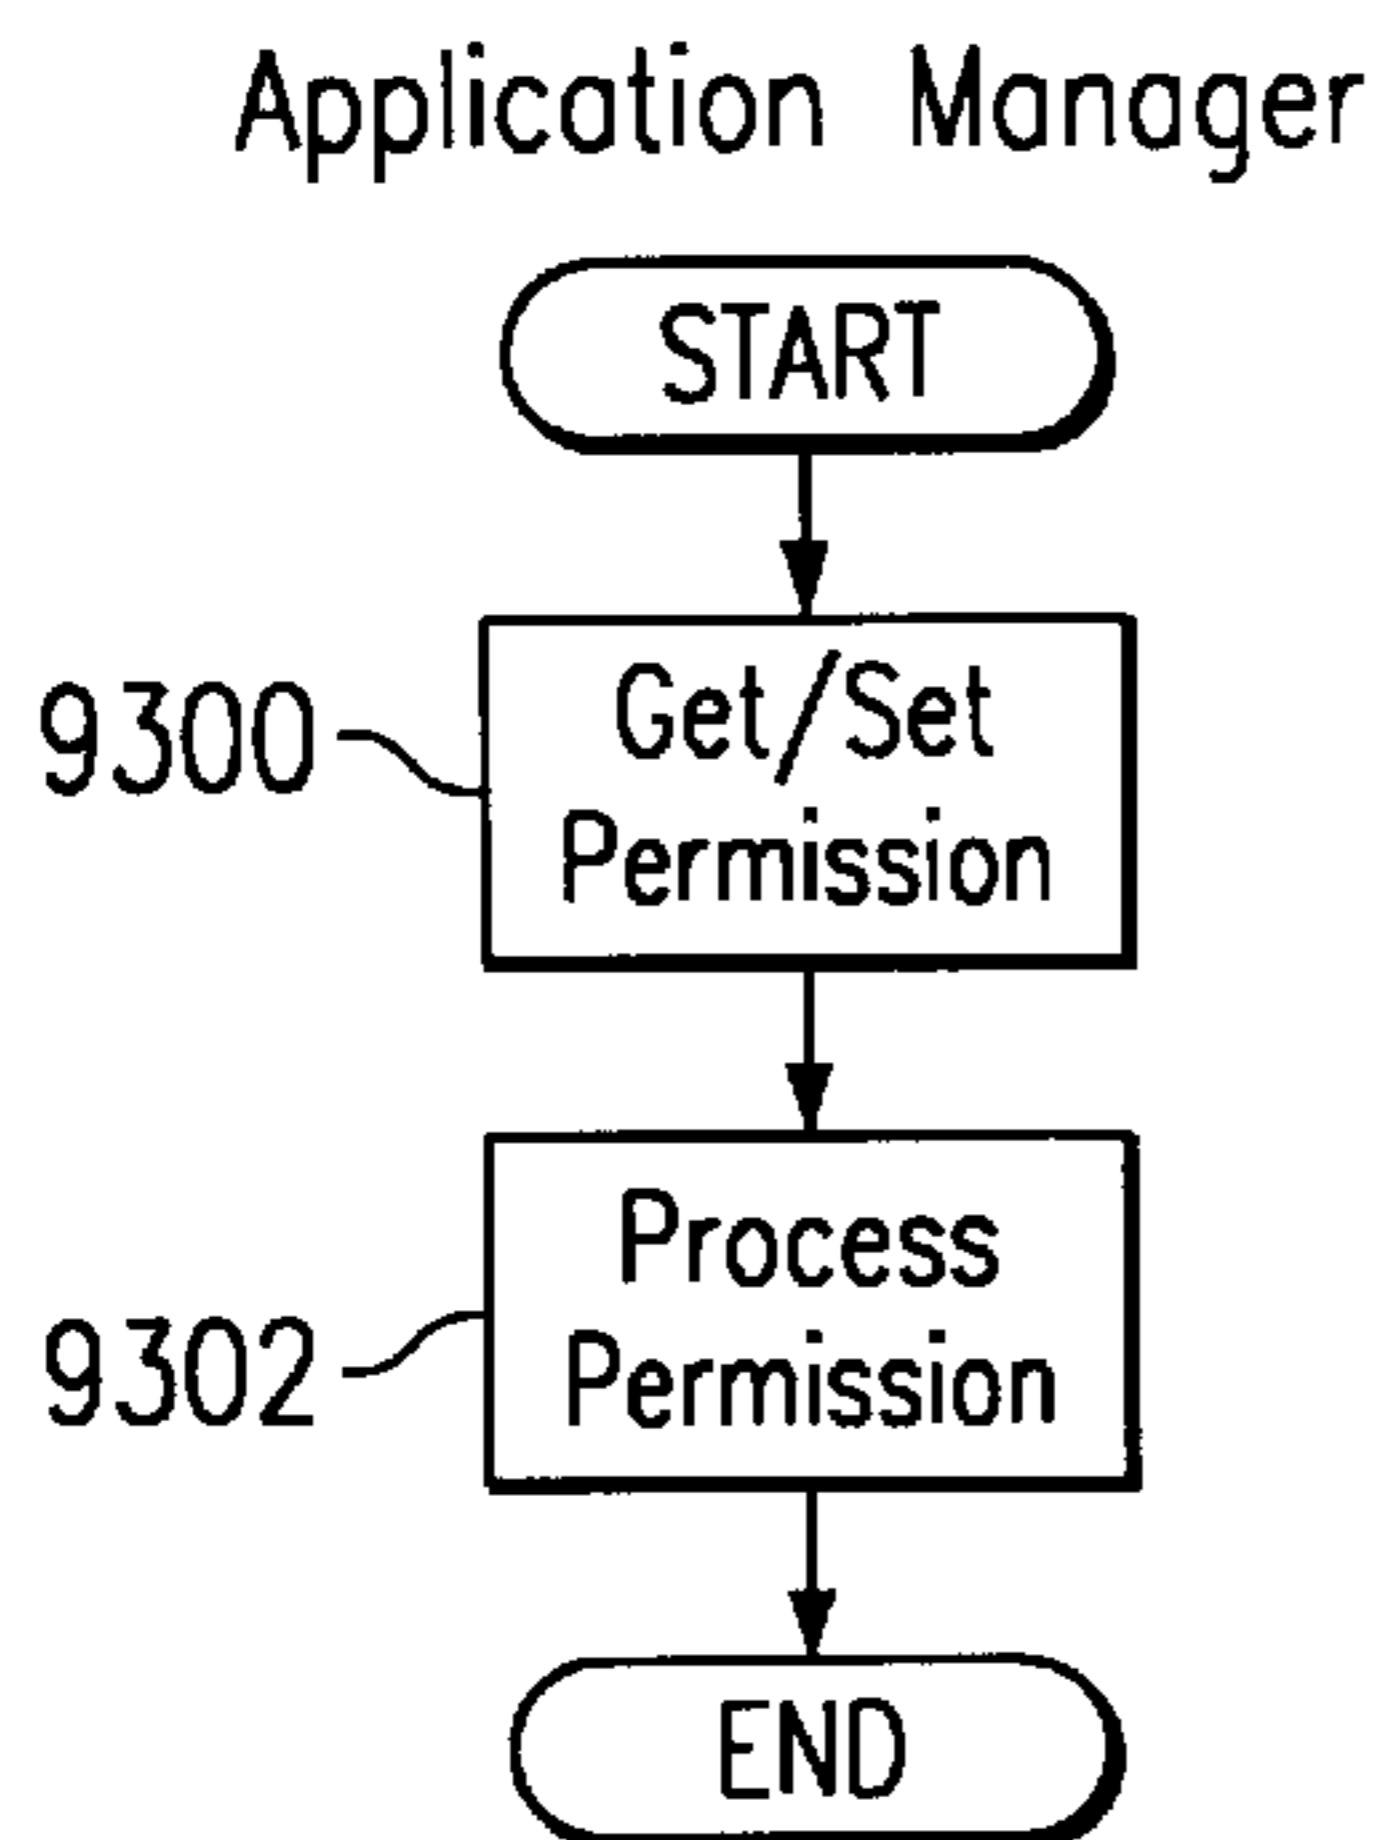 Application Manager
START
9300
Get/Set
Permission
9302
Process
Permission
END